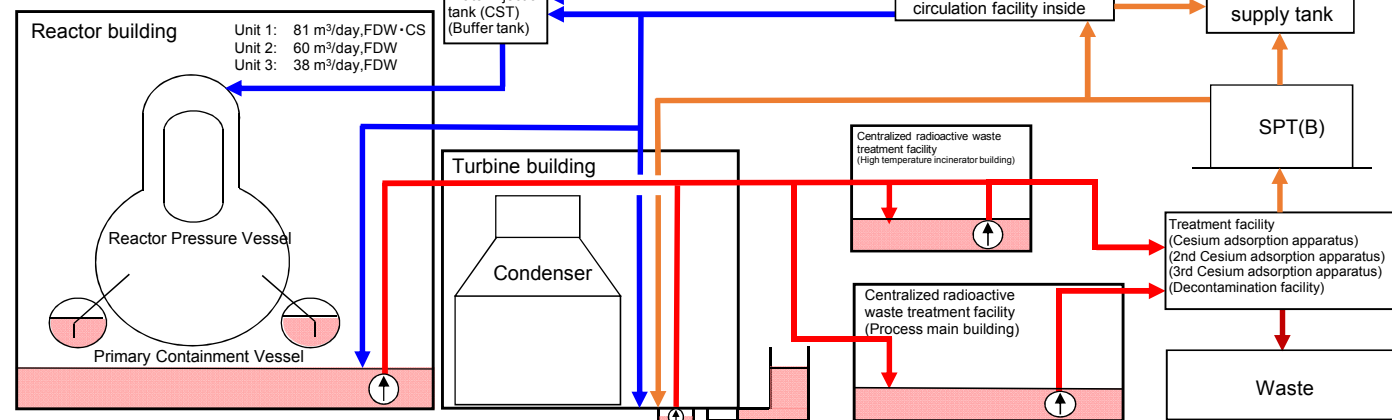 tank (CST)
(Buffer tank)
circulation facility inside
supply tank
Reactor building
Unit 1: 81 m³/day,FDW・CS
Unit 2: 60 m³/day,FDW
Unit 3: 38 m³/day,FDW
SPT(B)
Centralized radioactive waste
treatment facility
(High temperature incinerator building)
Turbine building
Reactor Pressure Vessel
Condenser
Treatment facility
(Cesium adsorption apparatus)
(2nd Cesium adsorption apparatus)
(3rd Cesium adsorption apparatus)
(Decontamination facility)
Centralized radioactive
waste treatment facility
(Process main building)
Primary Containment Vessel
Waste